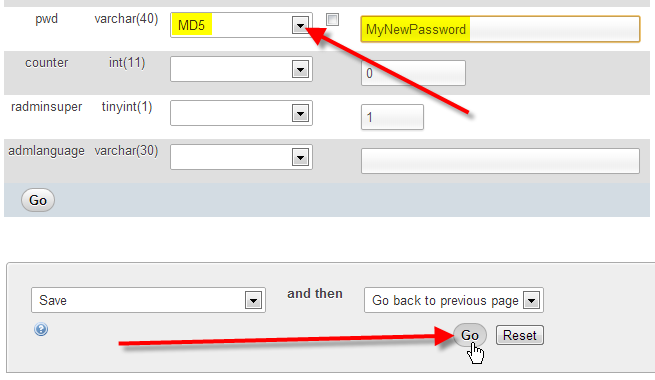 pwd varchar(40) MD5 MyNewPassword
counter int(11) 0
radminsuper tinyint(1) 1
admlanguage varchar(30)
Go
Save and then Go back to previous page
Go Reset